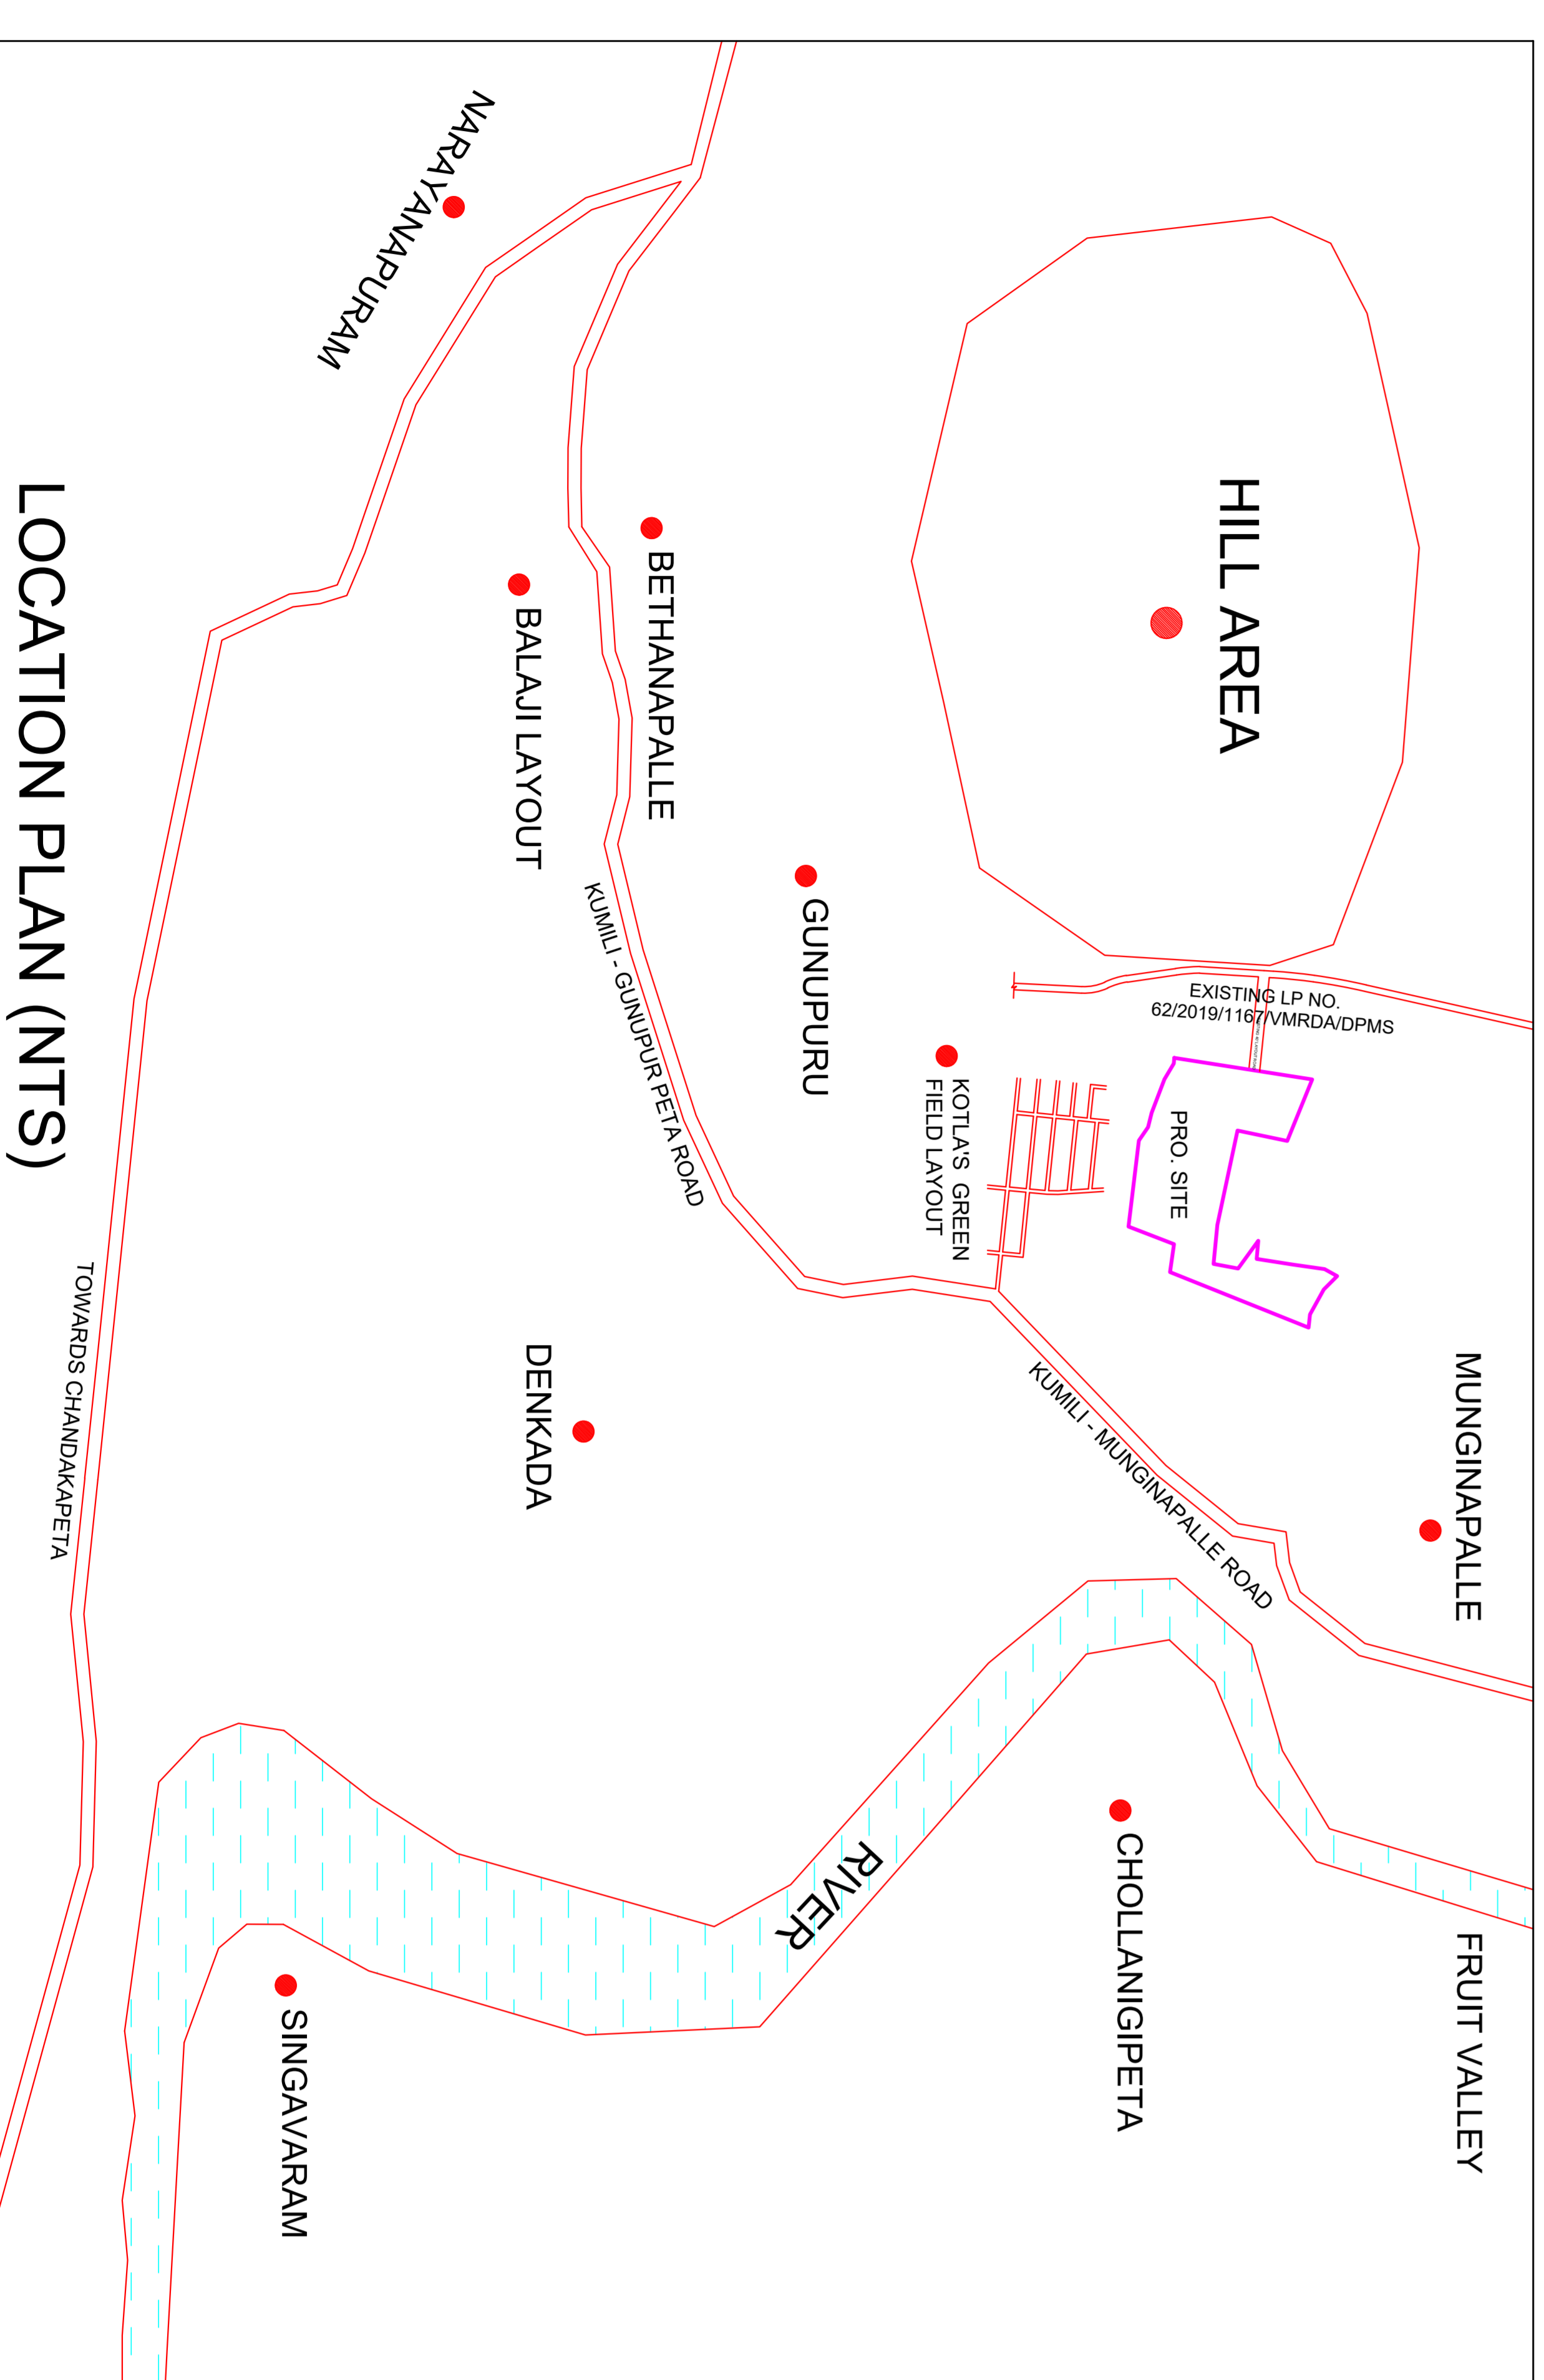 HILL AREA
EXISTING LP NO.
62/2019/1167/VMRDA/DPMS
PRO. SITE
MUNGINAPALLE
FRUIT VALLEY
KOTLA'S GREEN
FIELD LAYOUT
KUMILI - MUNGINAPALLE ROAD
CHOLLANIGIPETA
GUNUPURU
BETHANAPALLE
KUMILI - GUNUPUR PETA ROAD
RIVER
BALAJI LAYOUT
DENKADA
NARAYANAPURAM
SINGAVARAM
TOWARDS CHANDAKAPETA
LOCATION PLAN (NTS)